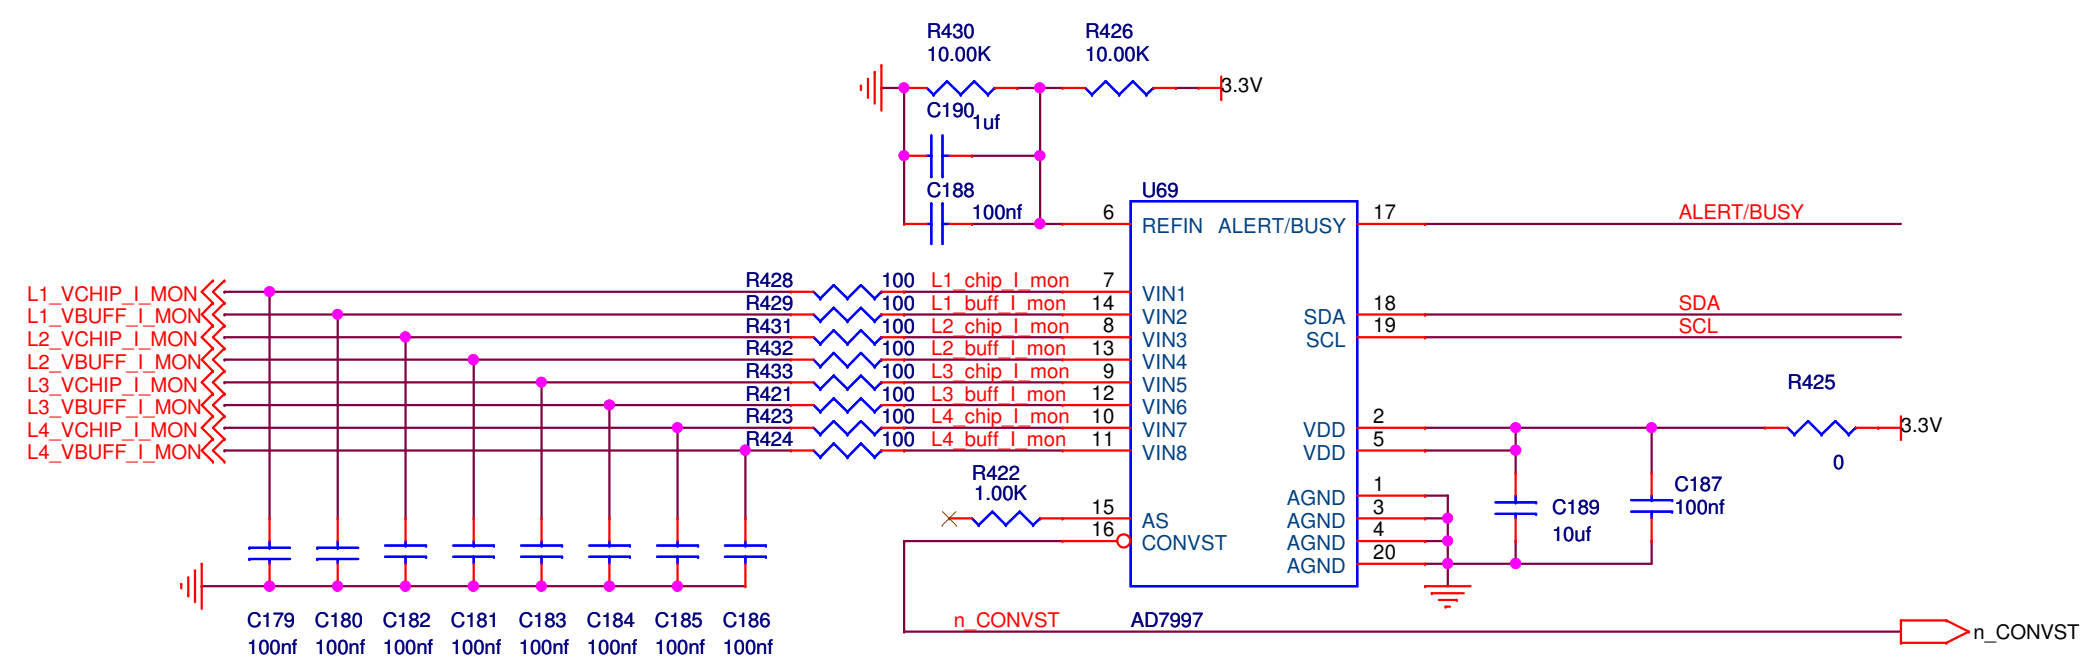 R430 R426
10.00K 10.00K
3.3V
C190
1uf
C188
100nf
U69
6 REFIN ALERT/BUSY 17 ALERT/BUSY
L1_VCHIP_I_MON R428 100 L1_chip_I_mon 7 VIN1
L1_VBUFF_I_MON R429 100 L1_buff_I_mon 14 VIN2 SDA 18 SDA
L2_VCHIP_I_MON R431 100 L2_chip_I_mon 8 VIN3 SCL 19 SCL
L2_VBUFF_I_MON R432 100 L2_buff_I_mon 13 VIN4
L3_VCHIP_I_MON R433 100 L3_chip_I_mon 9 VIN5
L3_VBUFF_I_MON R421 100 L3_buff_I_mon 12 VIN6
L4_VCHIP_I_MON R423 100 L4_chip_I_mon 10 VIN7 VDD 2
L4_VBUFF_I_MON R424 100 L4_buff_I_mon 11 VIN8 VDD 5
R425
3.3V
0
R422
1.00K
15 AS
16 CONVST
AGND 1
AGND 3
AGND 4
AGND 20
C189
10uf
C187
100nf
C179 C180 C182 C181 C183 C184 C185 C186
100nf 100nf 100nf 100nf 100nf 100nf 100nf 100nf
n_CONVST AD7997 n_CONVST